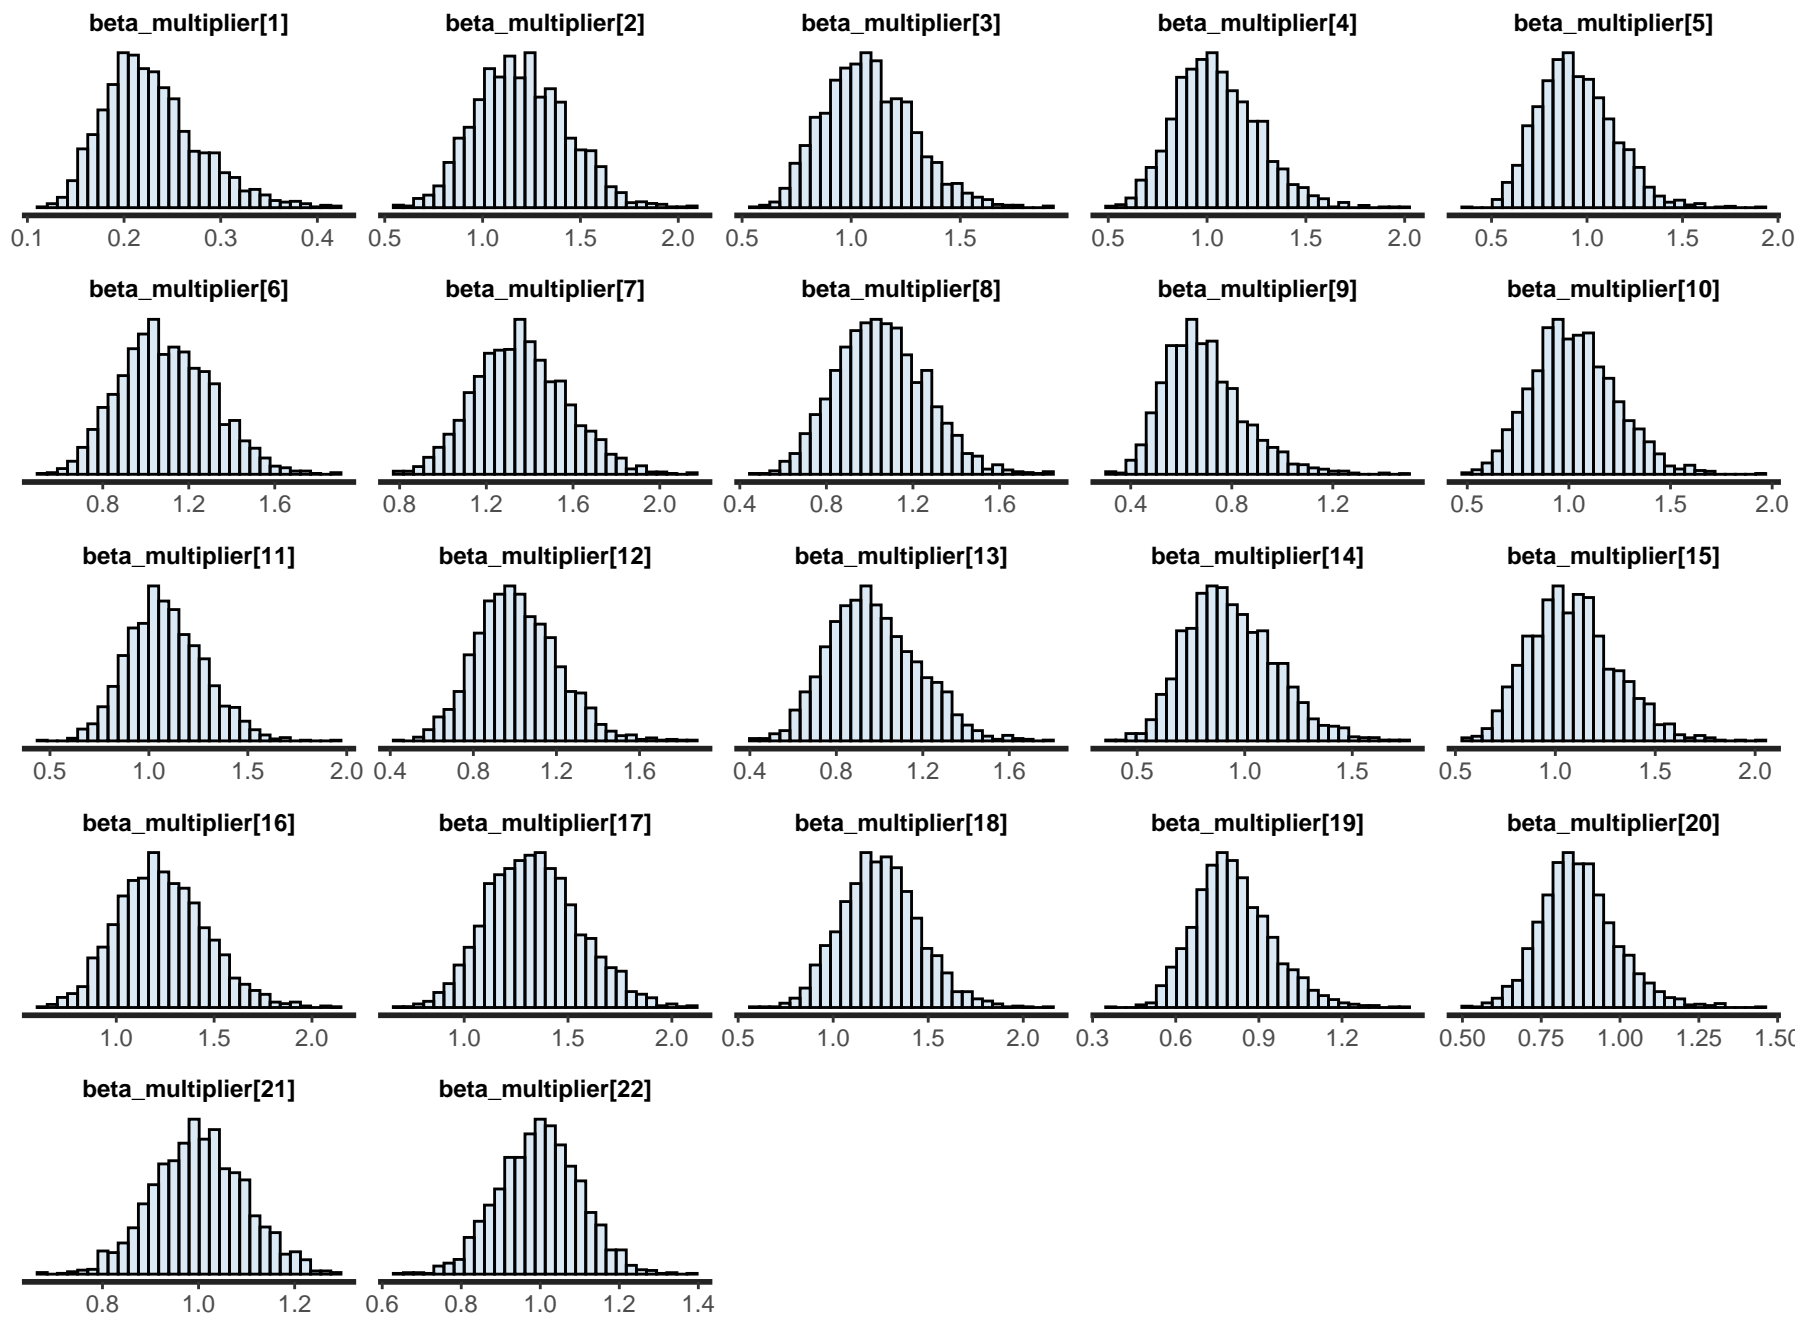 beta_multiplier[1] beta_multiplier[2] beta_multiplier[3] beta_multiplier[4] beta_multiplier[5]
0.1 0.2 0.3 0.4 0.5 1.0 1.5 2.0 0.5 1.0 1.5 0.5 1.0 1.5 2.0 0.5 1.0 1.5 2.0
beta_multiplier[6] beta_multiplier[7] beta_multiplier[8] beta_multiplier[9] beta_multiplier[10]
0.8 1.2 1.6 0.8 1.2 1.6 2.0 0.4 0.8 1.2 1.6 0.4 0.8 1.2 0.5 1.0 1.5 2.0
beta_multiplier[11] beta_multiplier[12] beta_multiplier[13] beta_multiplier[14] beta_multiplier[15]
0.5 1.0 1.5 2.0 0.4 0.8 1.2 1.6 0.4 0.8 1.2 1.6 0.5 1.0 1.5 0.5 1.0 1.5 2.0
beta_multiplier[16] beta_multiplier[17] beta_multiplier[18] beta_multiplier[19] beta_multiplier[20]
1.0 1.5 2.0 1.0 1.5 2.0 0.5 1.0 1.5 2.0 0.3 0.6 0.9 1.2 0.50 0.75 1.00 1.25 1.50
beta_multiplier[21] beta_multiplier[22]
0.8 1.0 1.2 0.6 0.8 1.0 1.2 1.4